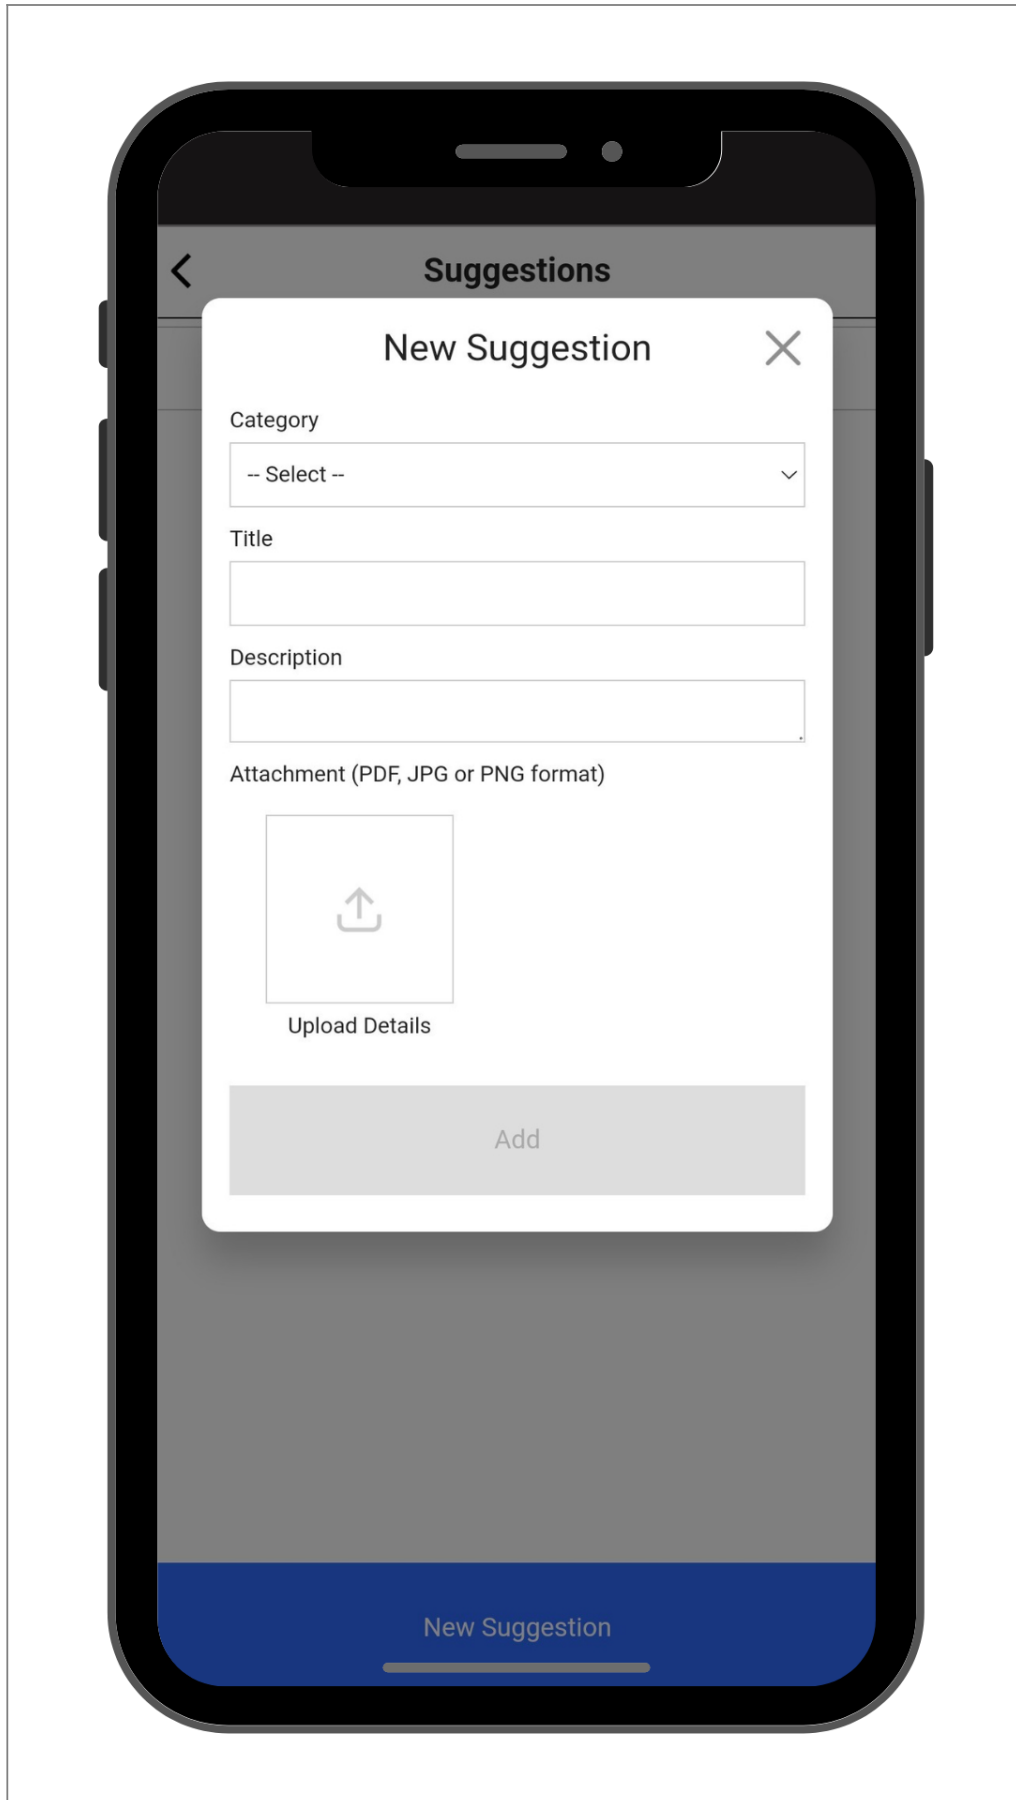 Suggestions
New Suggestion
Category
-- Select --
Title
Description
Attachment (PDF, JPG or PNG format)
Upload Details
Add
New Suggestion